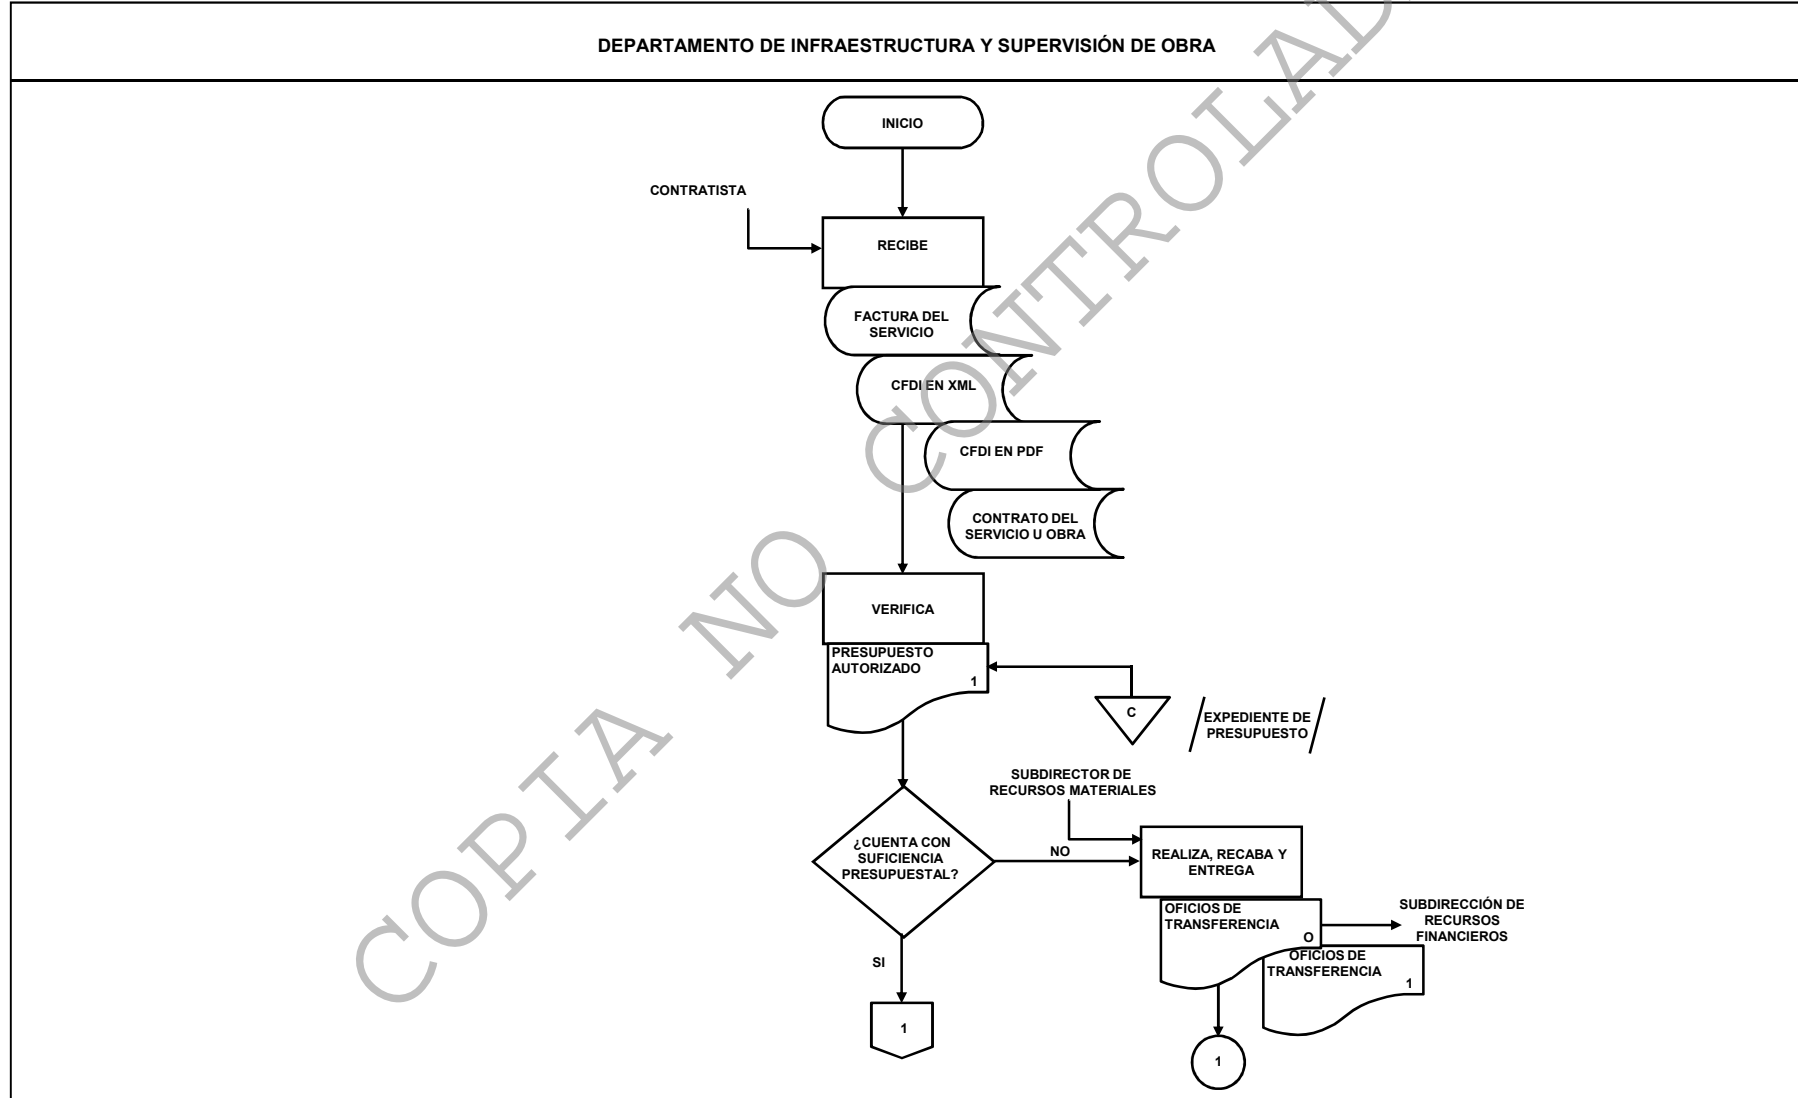 DEPARTAMENTO DE INFRAESTRUCTURA Y SUPERVISIÓN DE OBRA
INICIO
CONTRATISTA
RECIBE
FACTURA DEL
SERVICIO
CFDI EN XML
CFDI EN PDF
CONTRATO DEL
SERVICIO U OBRA
VERIFICA
PRESUPUESTO
AUTORIZADO
1
C
EXPEDIENTE DE
PRESUPUESTO
SUBDIRECTOR DE
RECURSOS MATERIALES
¿CUENTA CON
SUFICIENCIA
PRESUPUESTAL?
NO
REALIZA, RECABA Y
ENTREGA
OFICIOS DE
TRANSFERENCIA
O
SUBDIRECCIÓN DE
RECURSOS
FINANCIEROS
OFICIOS DE
TRANSFERENCIA
1
SI
1
1
COPIA NO CONTROLAD